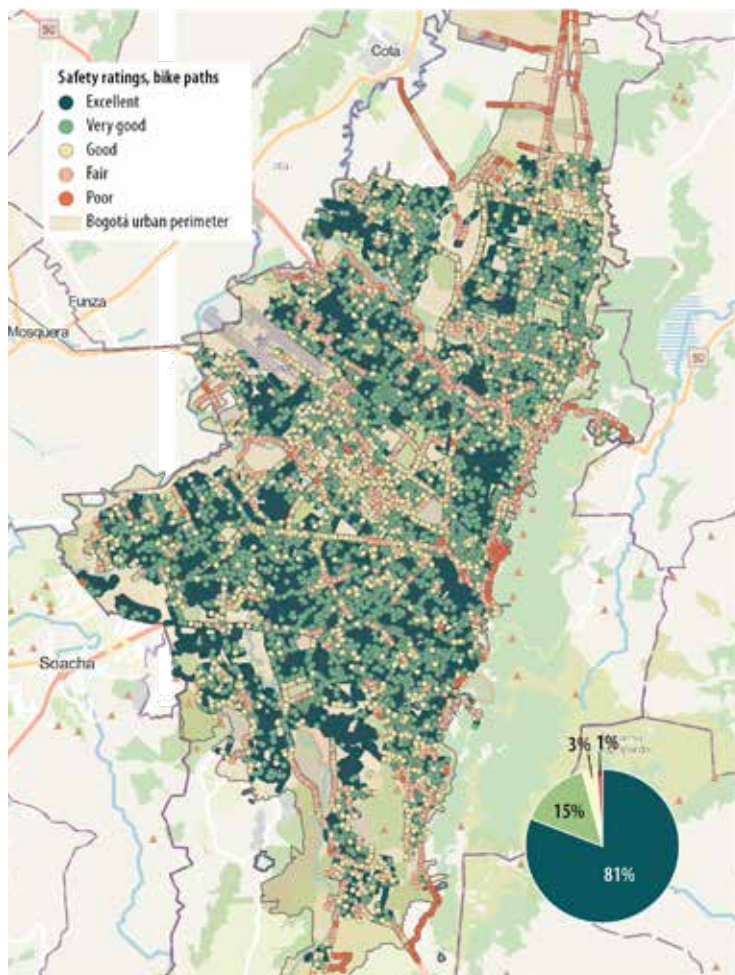 50
Cota
Safety ratings, bike paths
Excellent
Very good
Good
Fair
Poor
Bogotá urban perimeter
Funza
Mosquera
50
Soacha
3%
1%
15%
81%